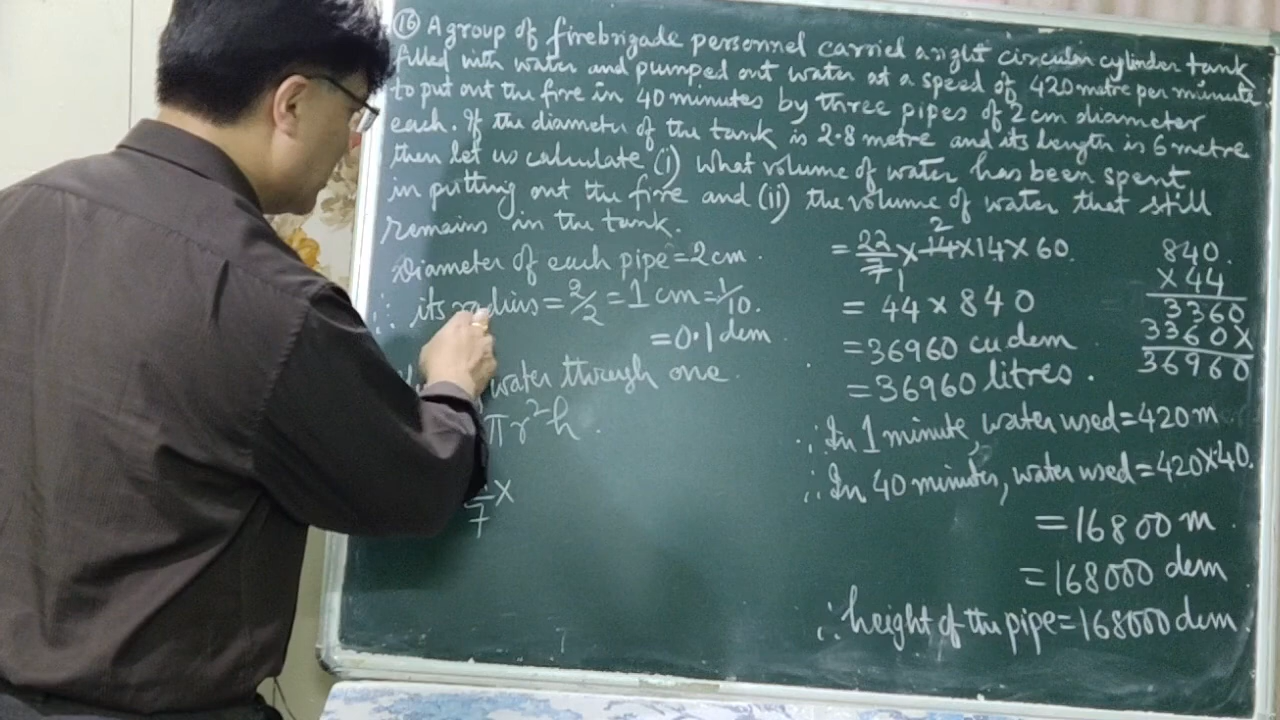 (16) A group of firebrigade personnel carried a right circular cylinder tank
filled with water and pumped out water at a speed of 420 metre per minute
to put out the fire in 40 minutes by three pipes of 2 cm diameter
each. If the diameter of the tank is 2.8 metre and its length is 6 metre
then let us calculate (i) What volume of water has been spent
in putting out the fire and (ii) the volume of water that still
remains in the tank.
Diameter of each pipe = 2 cm.
∴ its radius = 2/2 = 1 cm = 1/10.
= 0.1 dcm
water through one
πr²h.
7 ×
= 22/7 × 14 × 14 × 60.
2
1
= 44 × 840
= 36960 cu dcm
= 36960 litres.
840.
× 44
3360
3360×
36960
∴ In 1 minute, water used = 420 m
∴ In 40 minutes, water used = 420×40.
= 16800 m.
= 168000 dcm
∴ height of the pipe = 168000 dcm.